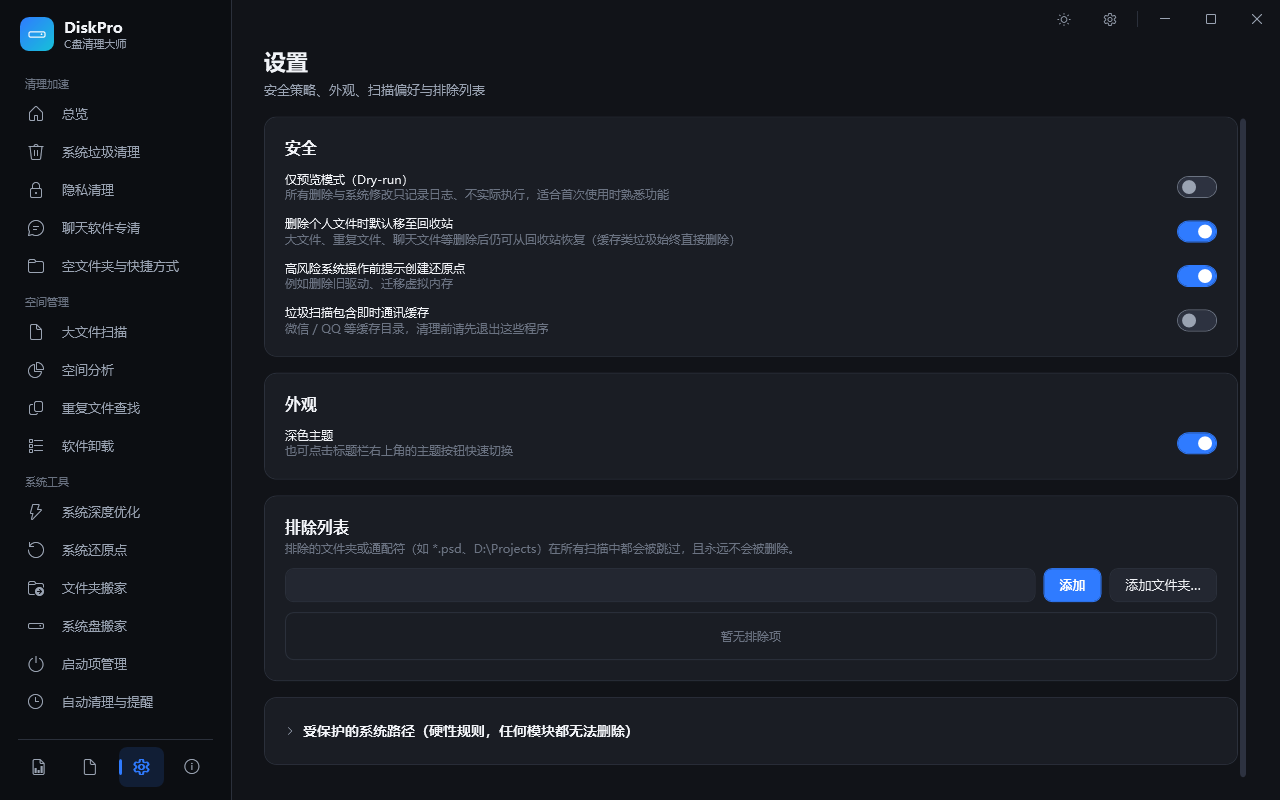 DiskPro
C盘清理大师
清理加速
总览
系统垃圾清理
隐私清理
聊天软件专清
空文件夹与快捷方式
空间管理
大文件扫描
空间分析
重复文件查找
软件卸载
系统工具
系统深度优化
系统还原点
文件夹搬家
系统盘搬家
启动项管理
自动清理与提醒
设置
安全策略、外观、扫描偏好与排除列表
安全
仅预览模式（Dry-run）
所有删除与系统修改只记录日志、不实际执行，适合首次使用时熟悉功能
删除个人文件时默认移至回收站
大文件、重复文件、聊天文件等删除后仍可从回收站恢复（缓存类垃圾始终直接删除）
高风险系统操作前提示创建还原点
例如删除旧驱动、迁移虚拟内存
垃圾扫描包含即时通讯缓存
微信 / QQ 等缓存目录，清理前请先退出这些程序
外观
深色主题
也可点击标题栏右上角的主题按钮快速切换
排除列表
排除的文件夹或通配符（如 *.psd、D:\Projects）在所有扫描中都会被跳过，且永远不会被删除。
添加
添加文件夹...
暂无排除项
受保护的系统路径（硬性规则，任何模块都无法删除）